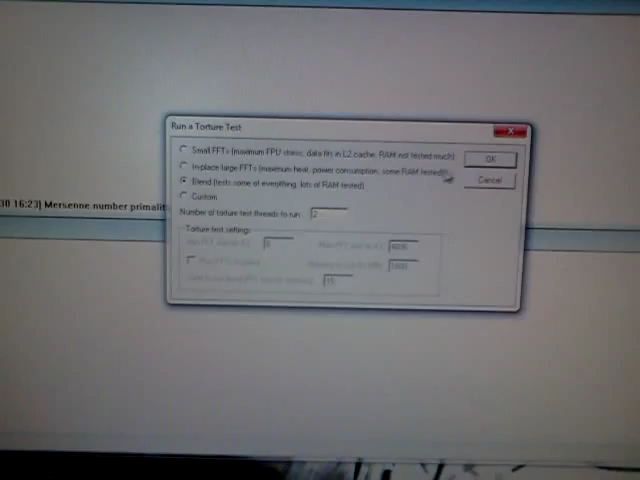 Run a Torture Test
Small FFTs (maximum FPU stress, data fits in L2 cache, RAM not tested much)
In-place large FFTs (maximum heat, power consumption, some RAM tested)
Blend (tests some of everything, lots of RAM tested)
Custom
Number of torture test threads to run: 2
Torture test settings
OK
Cancel
30 16:23] Mersenne number primalit